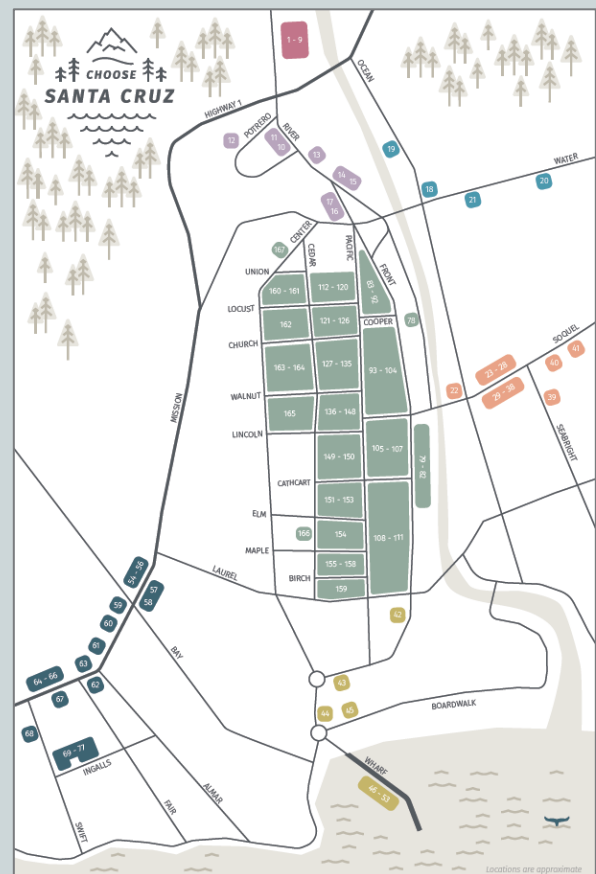 CHOOSE
SANTA CRUZ
1 - 9
HIGHWAY 1
OCEAN
POTRERO
RIVER
12
11
10
13
14
15
17
16
19
18
21
20
WATER
CENTER
CEDAR
PACIFIC
FRONT
167
UNION
160 - 161
112 - 120
83 - 92
LOCUST
162
121 - 126
COOPER
78
CHURCH
163 - 164
127 - 135
93 - 104
SOQUEL
41
40
23 - 28
29 - 38
22
39
SEABRIGHT
WALNUT
165
136 - 148
LINCOLN
MISSION
149 - 150
105 - 107
79 - 82
CATHCART
151 - 153
108 - 111
ELM
166
154
MAPLE
155 - 158
BIRCH
159
LAUREL
54 - 56
57
58
59
60
61
63
62
64 - 66
67
68
69 - 77
INGALLS
SWIFT
FAIR
ALMAR
BAY
42
43
44
45
BOARDWALK
WHARF
46 - 53
Locations are approximate